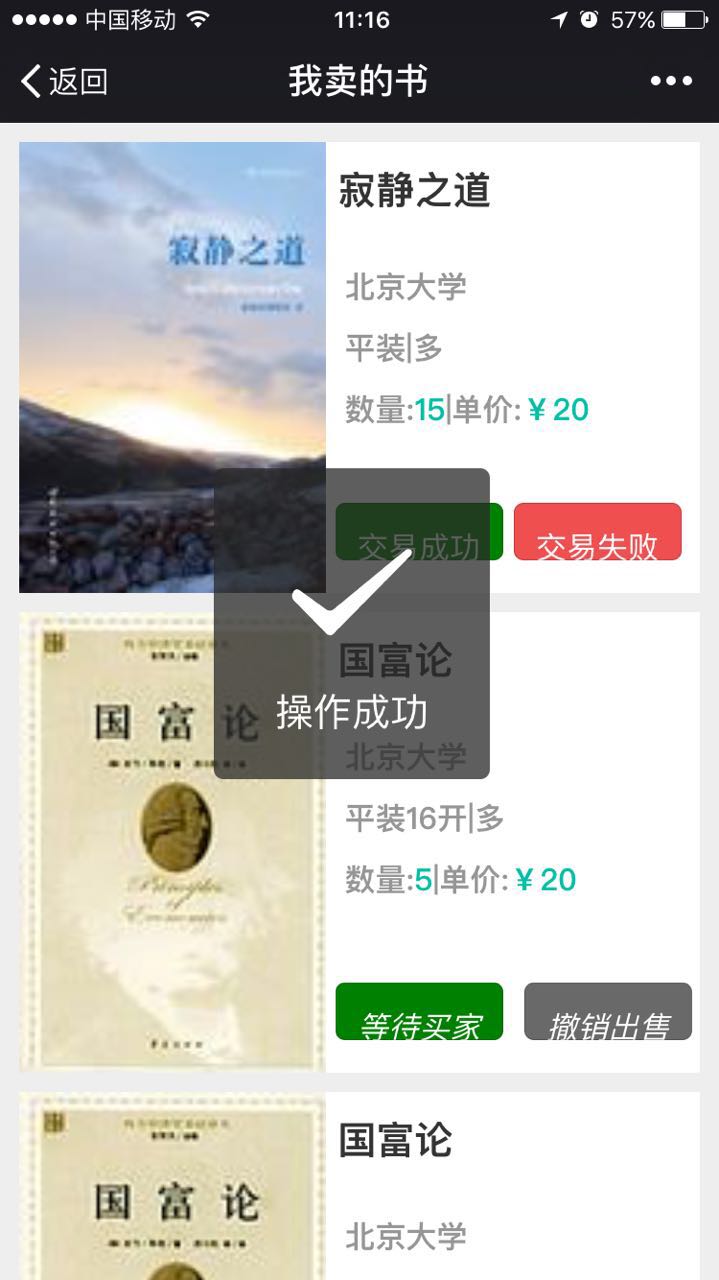 中国移动
11:16
57%
返回
我卖的书
寂静之道
寂静之道
北京大学
平装|多
数量:15|单价:¥20
交易成功
交易失败
操作成功
国富论
国富论
Principles
of
Economics
北京大学
平装16开|多
数量:5|单价:¥20
等待买家
撤销出售
国富论
国富论
北京大学